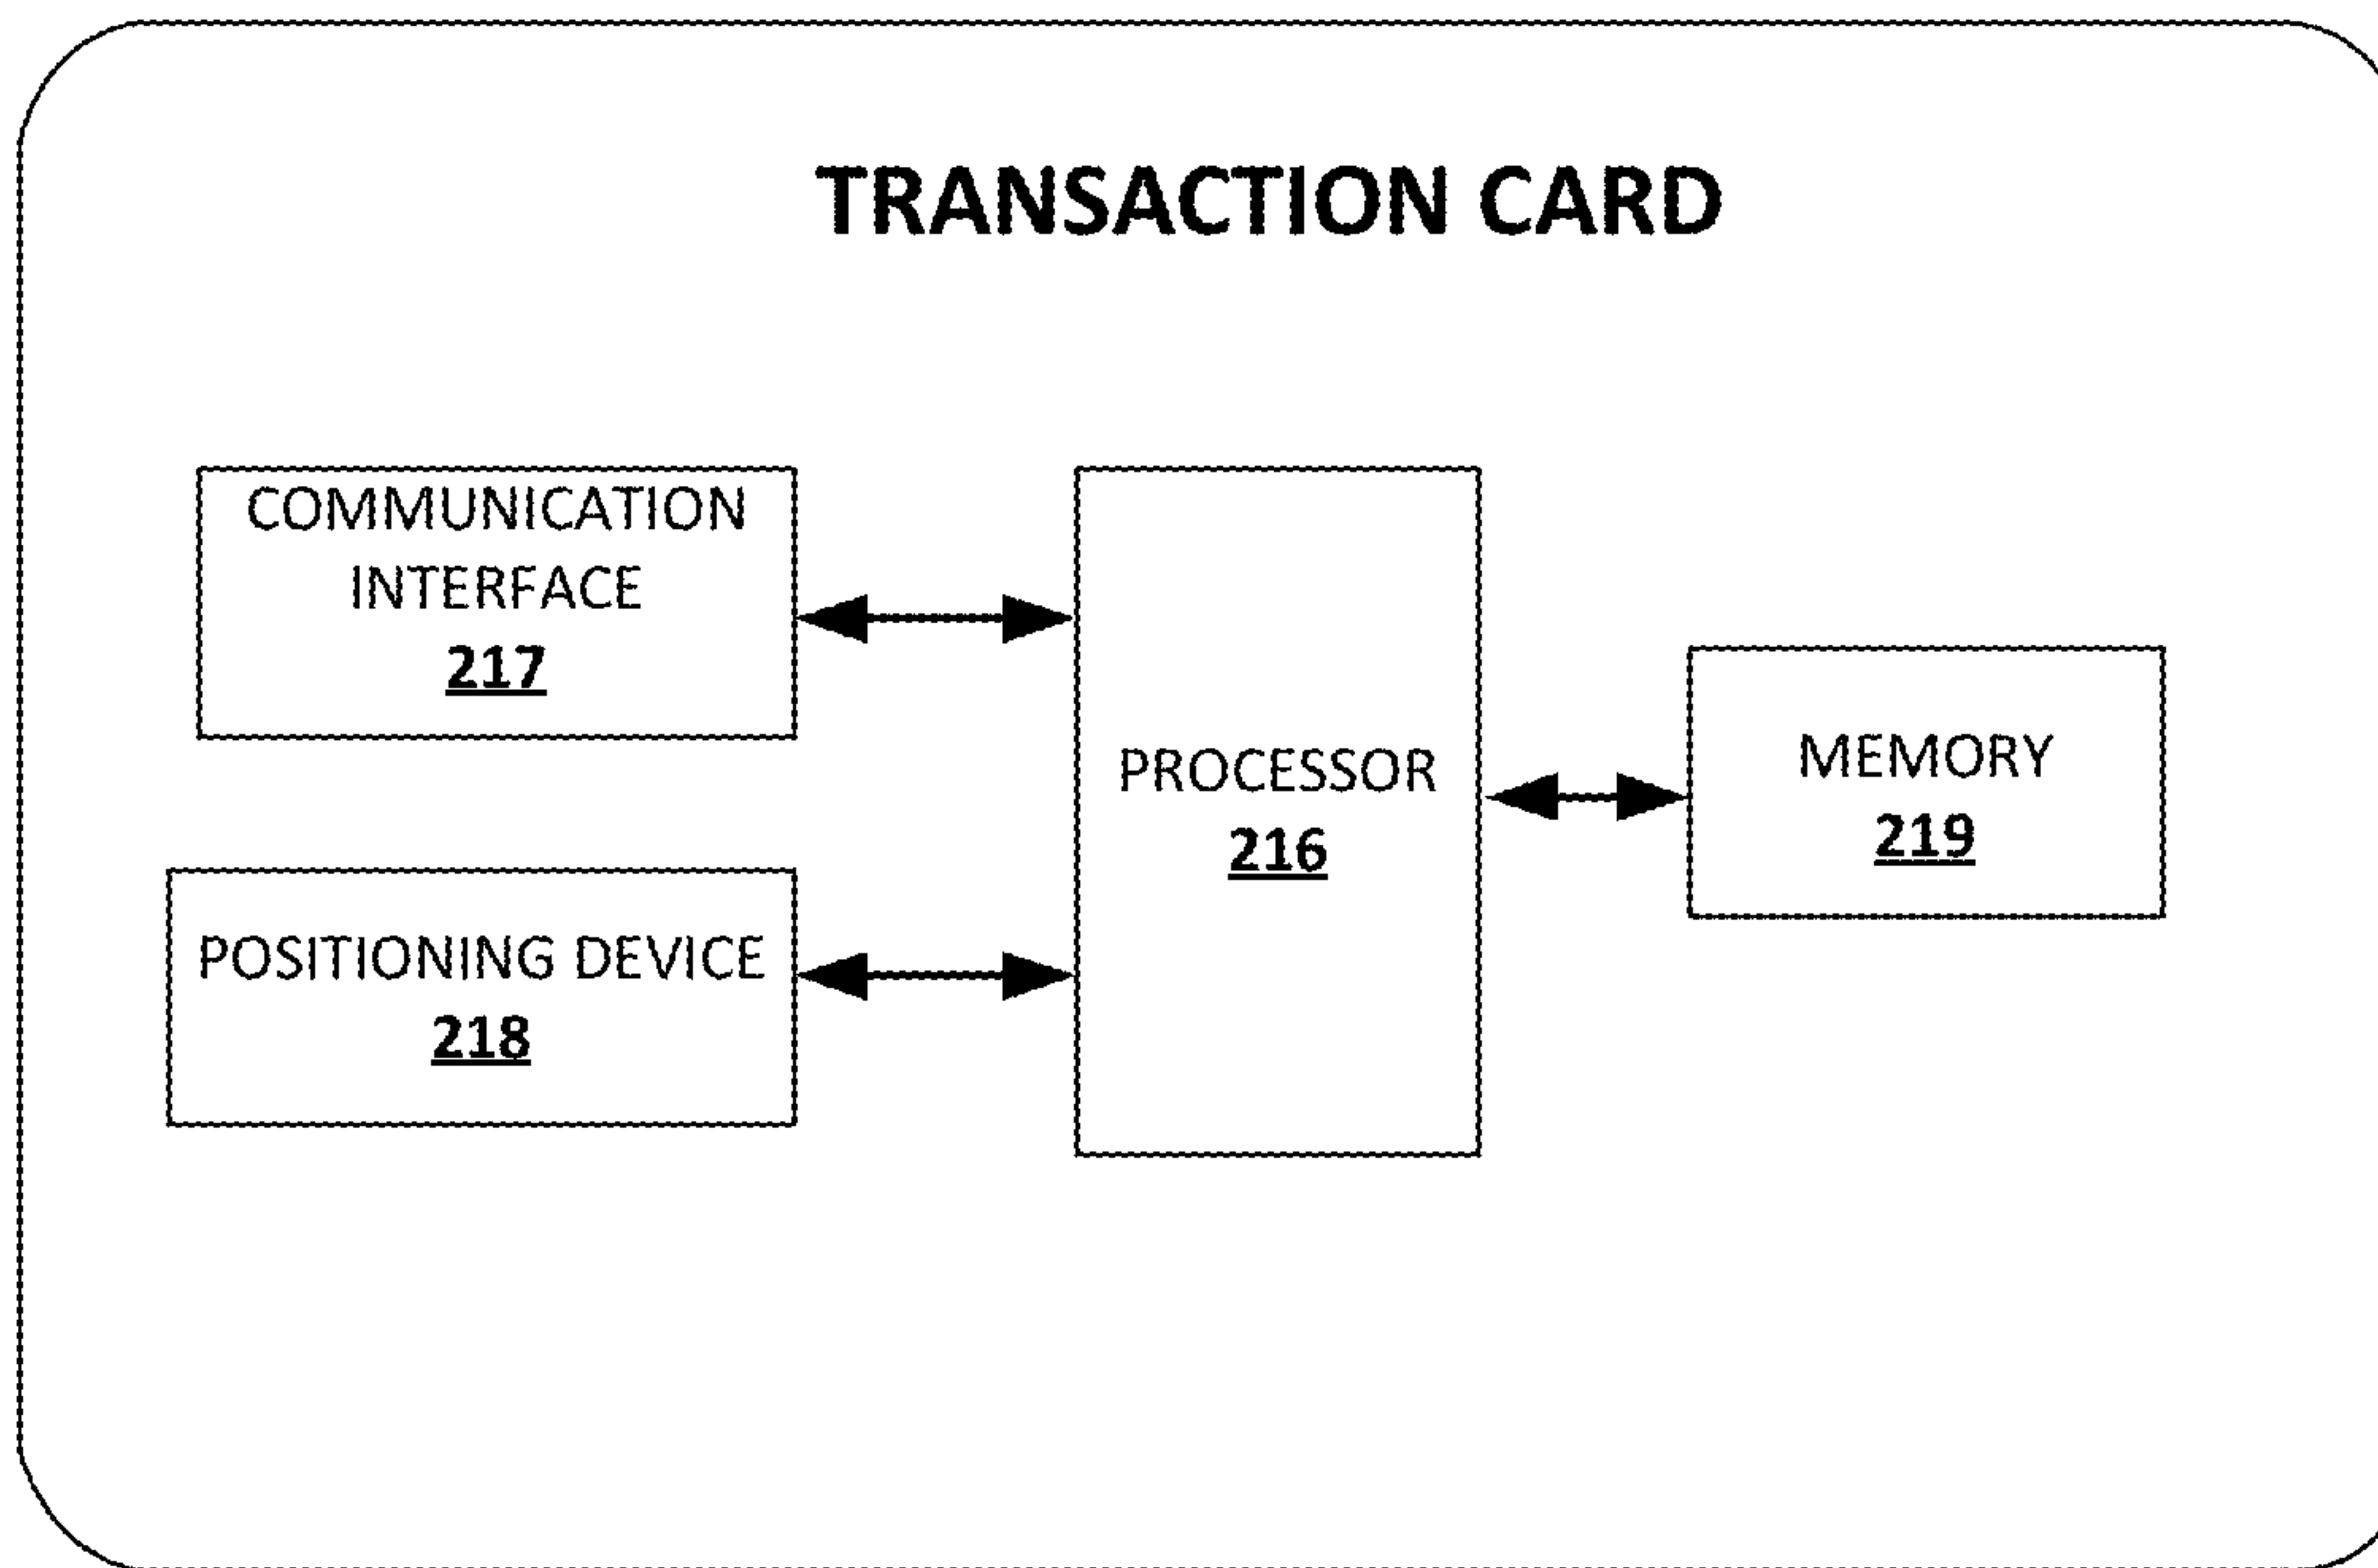 TRANSACTION CARD
COMMUNICATION
INTERFACE
217
POSITIONING DEVICE
218
PROCESSOR
216
MEMORY
219